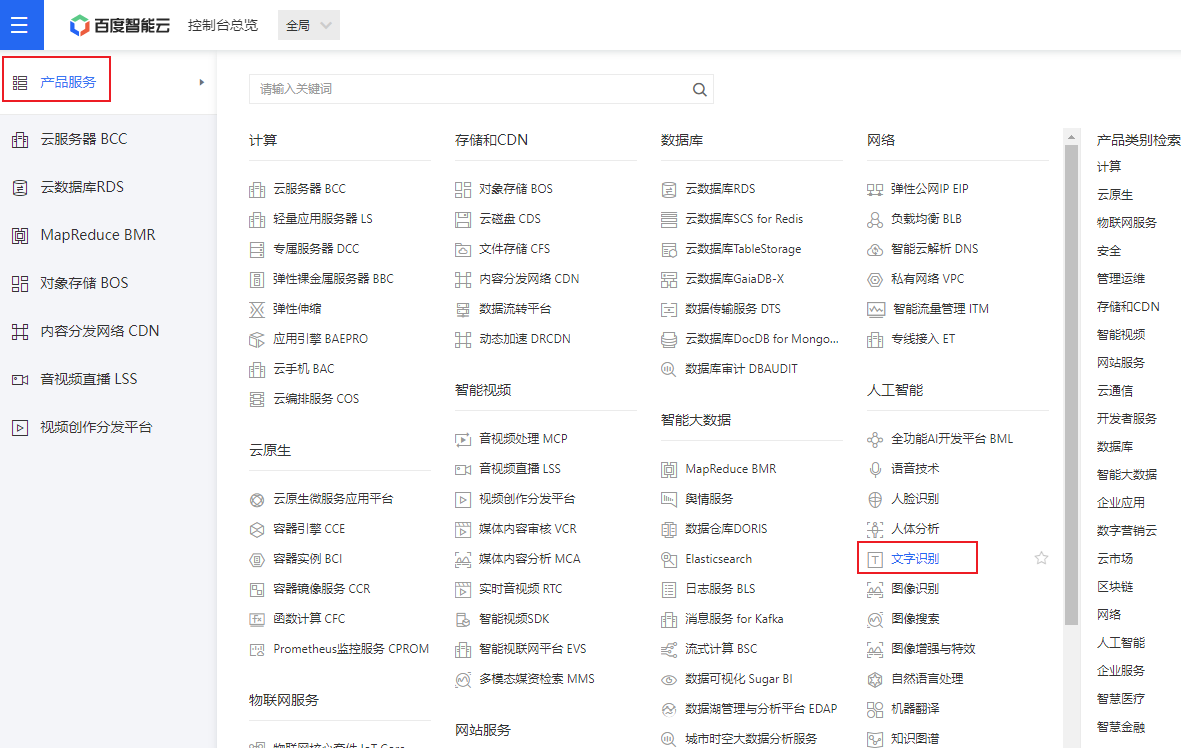 百度智能云
控制台总览
全局
产品服务
云服务器 BCC
云数据库RDS
MapReduce BMR
对象存储 BOS
内容分发网络 CDN
音视频直播 LSS
视频创作分发平台
请输入关键词
计算
云服务器 BCC
轻量应用服务器 LS
专属服务器 DCC
弹性裸金属服务器 BBC
弹性伸缩
应用引擎 BAEPRO
云手机 BAC
云编排服务 COS
云原生
云原生微服务应用平台
容器引擎 CCE
容器实例 BCI
容器镜像服务 CCR
函数计算 CFC
Prometheus监控服务 CPROM
物联网服务
物联网核心套件 IoT Core
存储和CDN
对象存储 BOS
云磁盘 CDS
文件存储 CFS
内容分发网络 CDN
数据流转平台
动态加速 DRCDN
智能视频
音视频处理 MCP
音视频直播 LSS
视频创作分发平台
媒体内容审核 VCR
媒体内容分析 MCA
实时音视频 RTC
智能视频SDK
智能视联网平台 EVS
多模态媒资检索 MMS
网站服务
数据库
云数据库RDS
云数据库SCS for Redis
云数据库TableStorage
云数据库GaiaDB-X
数据传输服务 DTS
云数据库DocDB for Mongo...
数据库审计 DBAUDIT
智能大数据
MapReduce BMR
舆情服务
数据仓库DORIS
Elasticsearch
日志服务 BLS
消息服务 for Kafka
流式计算 BSC
数据可视化 Sugar BI
数据湖管理与分析平台 EDAP
城市时空大数据分析服务
网络
弹性公网IP EIP
负载均衡 BLB
智能云解析 DNS
私有网络 VPC
智能流量管理 ITM
专线接入 ET
人工智能
全功能AI开发平台 BML
语音技术
人脸识别
人体分析
文字识别
图像识别
图像搜索
图像增强与特效
自然语言处理
机器翻译
知识图谱
产品类别检索
计算
云原生
物联网服务
安全
管理运维
存储和CDN
智能视频
网站服务
云通信
开发者服务
数据库
智能大数据
企业应用
数字营销云
云市场
区块链
网络
人工智能
企业服务
智慧医疗
智慧金融